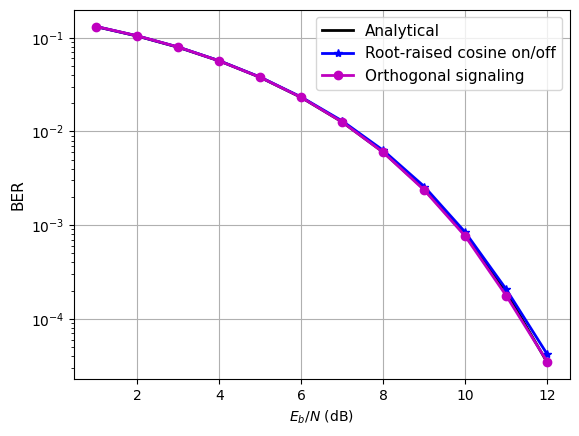 Analytical
Root-raised cosine on/off
Orthogonal signaling
BER
10⁻¹
10⁻²
10⁻³
10⁻⁴
2 4 6 8 10 12
E_b/N (dB)